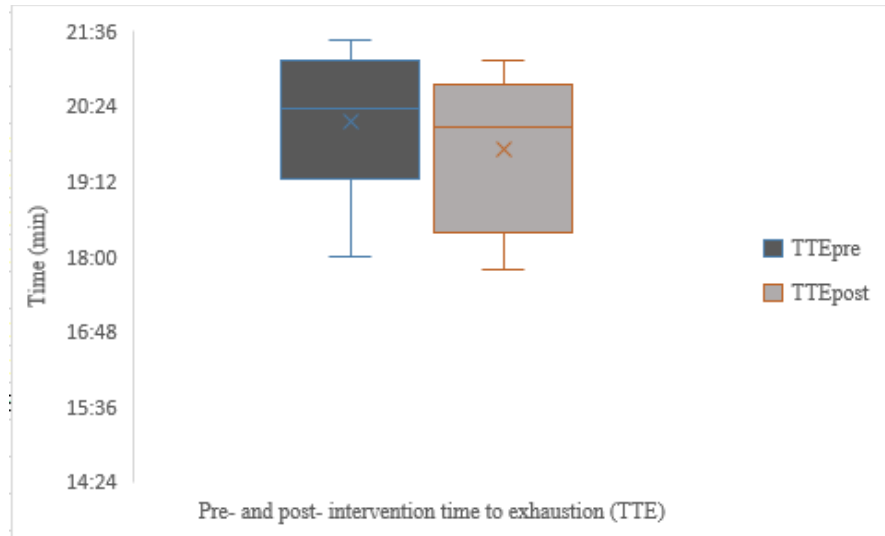 21:36
20:24
19:12
18:00
16:48
15:36
14:24
Time (min)
Pre- and post- intervention time to exhaustion (TTE)
TTEpre
TTEpost